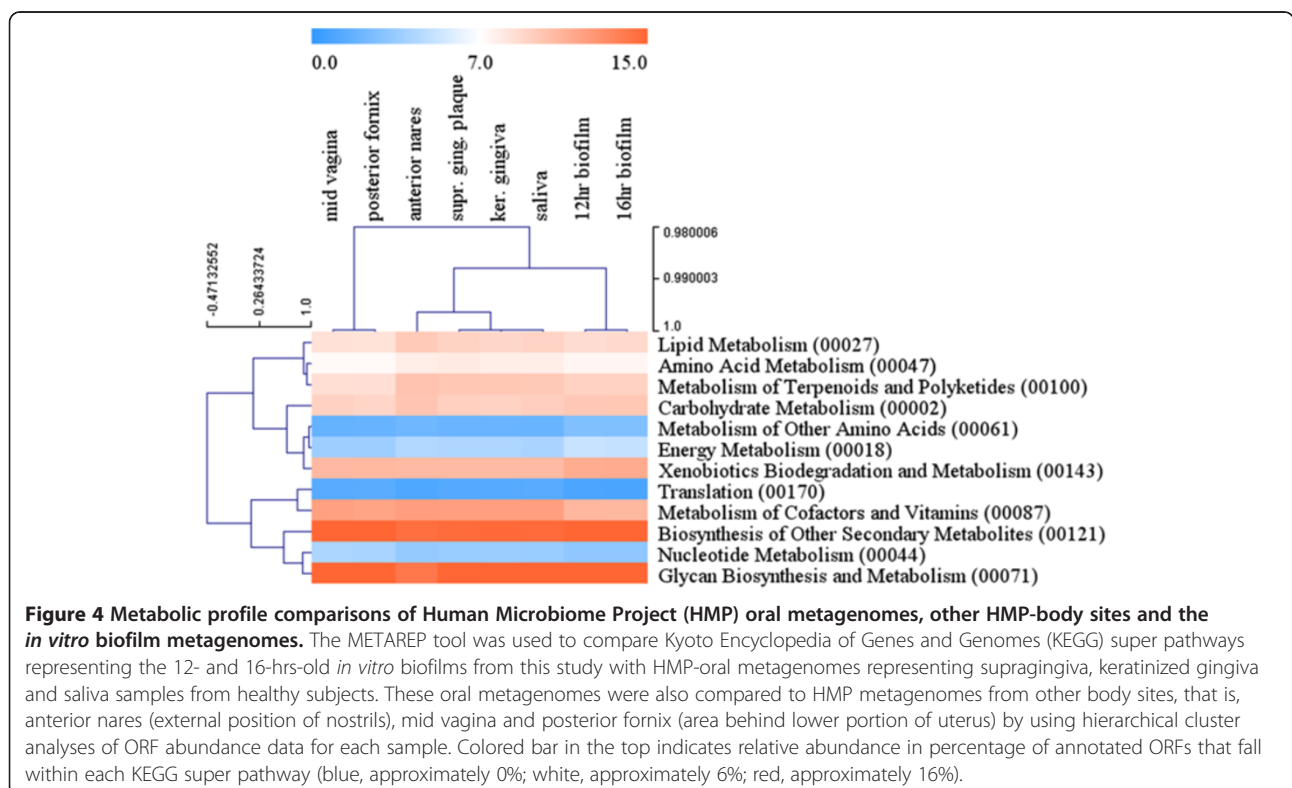 0.0 7.0 15.0
mid vagina
posterior fornix
anterior nares
supr. ging. plaque
ker. gingiva
saliva
12hr biofilm
16hr biofilm
0.980006
0.990003
1.0
-0.47132552
0.26433724
1.0
Lipid Metabolism (00027)
Amino Acid Metabolism (00047)
Metabolism of Terpenoids and Polyketides (00100)
Carbohydrate Metabolism (00002)
Metabolism of Other Amino Acids (00061)
Energy Metabolism (00018)
Xenobiotics Biodegradation and Metabolism (00143)
Translation (00170)
Metabolism of Cofactors and Vitamins (00087)
Biosynthesis of Other Secondary Metabolites (00121)
Nucleotide Metabolism (00044)
Glycan Biosynthesis and Metabolism (00071)
Figure 4 Metabolic profile comparisons of Human Microbiome Project (HMP) oral metagenomes, other HMP-body sites and the
in vitro biofilm metagenomes. The METAREP tool was used to compare Kyoto Encyclopedia of Genes and Genomes (KEGG) super pathways
representing the 12- and 16-hrs-old in vitro biofilms from this study with HMP-oral metagenomes representing supragingiva, keratinized gingiva
and saliva samples from healthy subjects. These oral metagenomes were also compared to HMP metagenomes from other body sites, that is,
anterior nares (external position of nostrils), mid vagina and posterior fornix (area behind lower portion of uterus) by using hierarchical cluster
analyses of ORF abundance data for each sample. Colored bar in the top indicates relative abundance in percentage of annotated ORFs that fall
within each KEGG super pathway (blue, approximately 0%; white, approximately 6%; red, approximately 16%).